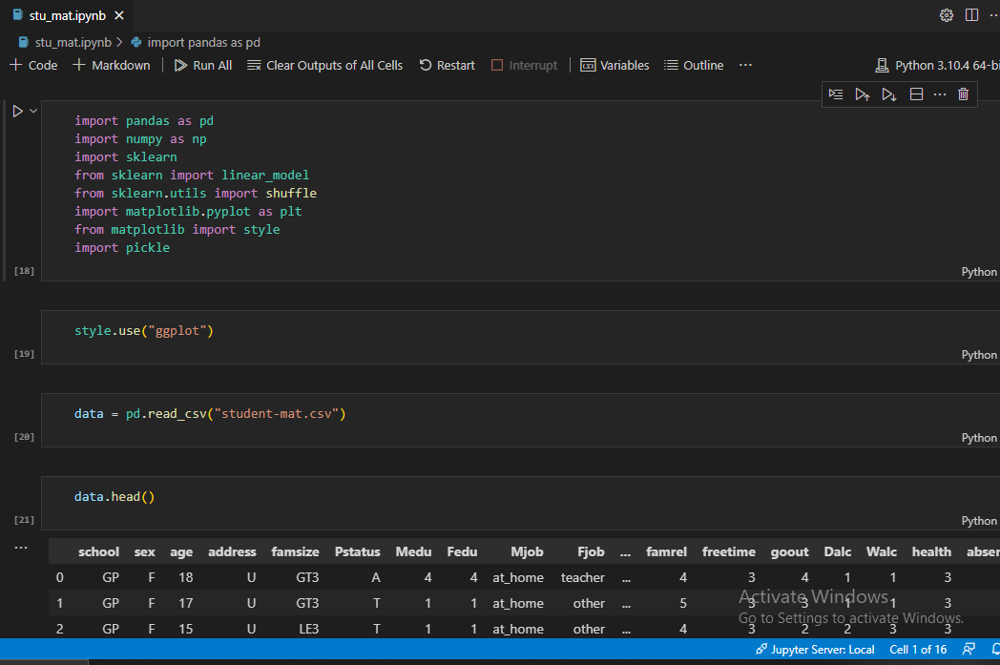 stu_mat.ipynb
stu_mat.ipynb > import pandas as pd
+ Code + Markdown Run All Clear Outputs of All Cells Restart Interrupt Variables Outline ... Python 3.10.4 64-bi
import pandas as pd
import numpy as np
import sklearn
from sklearn import linear_model
from sklearn.utils import shuffle
import matplotlib.pyplot as plt
from matplotlib import style
import pickle
[18] Python
style.use("ggplot")
[19] Python
data = pd.read_csv("student-mat.csv")
[20] Python
data.head()
[21] Python
... school sex age address famsize Pstatus Medu Fedu Mjob Fjob ... famrel freetime goout Dalc Walc health absen
0 GP F 18 U GT3 A 4 4 at_home teacher ... 4 3 4 1 1 3
1 GP F 17 U GT3 T 1 1 at_home other ... 5 3 3 1 1 3
2 GP F 15 U LE3 T 1 1 at_home other ... 4 3 2 2 3 3
Activate Windows
Go to Settings to activate Windows.
Jupyter Server: Local Cell 1 of 16